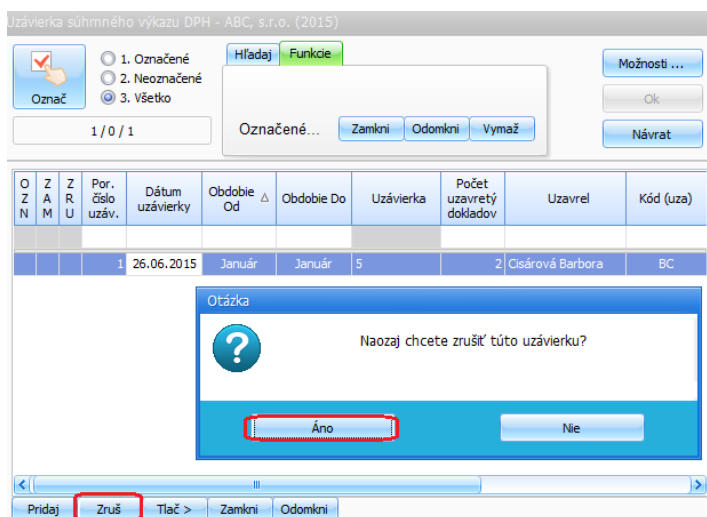 Uzávierka súhrnného výkazu DPH - ABC, s.r.o. (2015)
Označ
1. Označené
2. Neoznačené
3. Všetko
1 / 0 / 1
Hľadaj Funkcie
Označené... Zamkni Odomkni Vymaž
Možnosti ...
Ok
Návrat
O Z N
Z A M
Z R U
Por. číslo uzáv.
Dátum uzávierky
Obdobie Od
Obdobie Do
Uzávierka
Počet uzavretý dokladov
Uzavrel
Kód (uza)
1 26.06.2015 Január Január 5 2 Cisárová Barbora BC
Otázka
Naozaj chcete zrušiť túto uzávierku?
Áno Nie
Pridaj Zruš Tlač > Zamkni Odomkni